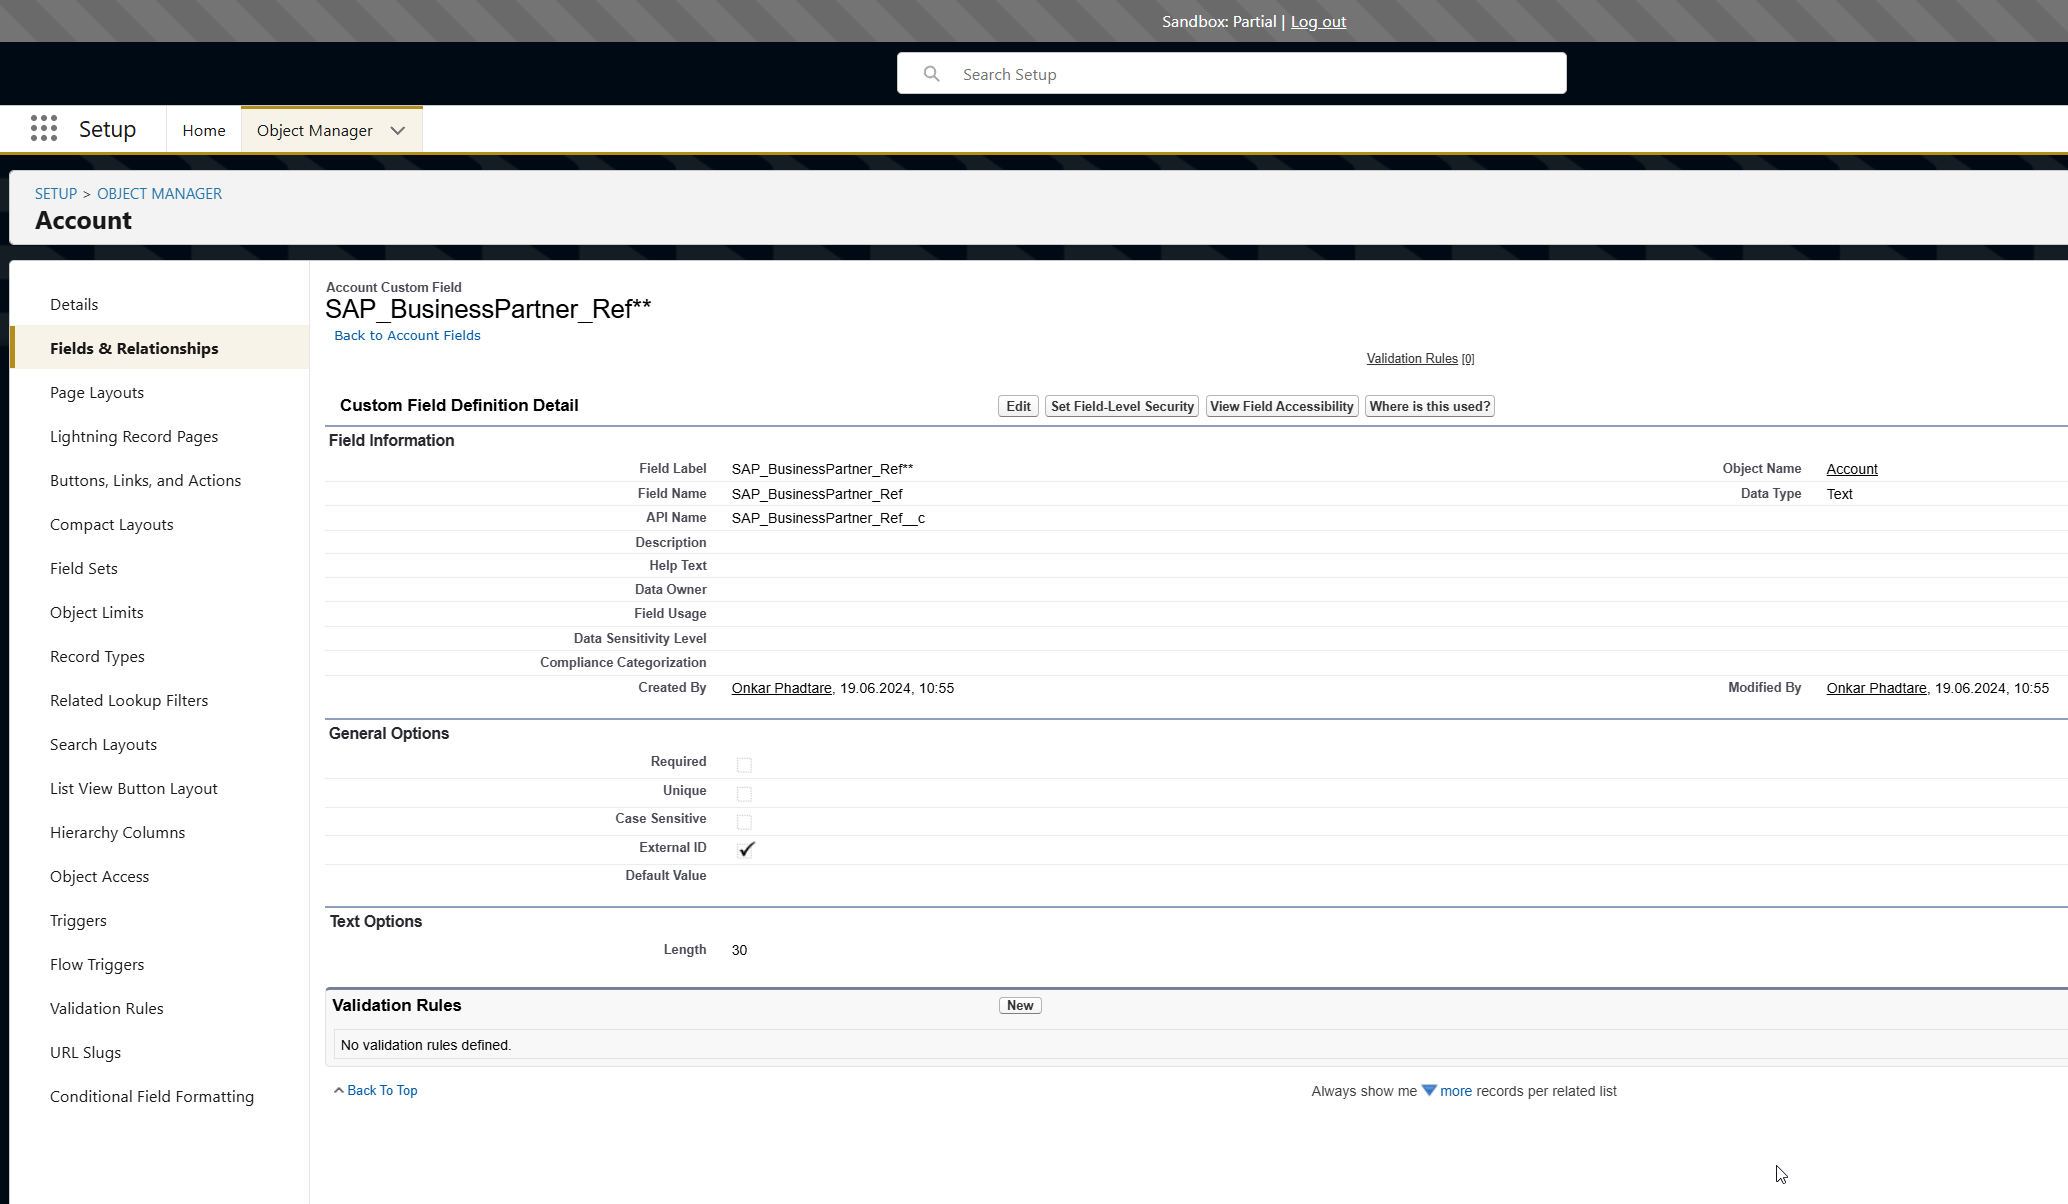 Sandbox: Partial | Log out
Search Setup
Setup
Home
Object Manager
SETUP > OBJECT MANAGER
Account
Details
Fields & Relationships
Page Layouts
Lightning Record Pages
Buttons, Links, and Actions
Compact Layouts
Field Sets
Object Limits
Record Types
Related Lookup Filters
Search Layouts
List View Button Layout
Hierarchy Columns
Object Access
Triggers
Flow Triggers
Validation Rules
URL Slugs
Conditional Field Formatting
Account Custom Field
SAP_BusinessPartner_Ref**
Back to Account Fields
Validation Rules [0]
Custom Field Definition Detail
Edit
Set Field-Level Security
View Field Accessibility
Where is this used?
Field Information
Field Label SAP_BusinessPartner_Ref** Object Name Account
Field Name SAP_BusinessPartner_Ref Data Type Text
API Name SAP_BusinessPartner_Ref__c
Description
Help Text
Data Owner
Field Usage
Data Sensitivity Level
Compliance Categorization
Created By Onkar Phadtare, 19.06.2024, 10:55 Modified By Onkar Phadtare, 19.06.2024, 10:55
General Options
Required
Unique
Case Sensitive
External ID
Default Value
Text Options
Length 30
Validation Rules
New
No validation rules defined.
Back To Top
Always show me more records per related list